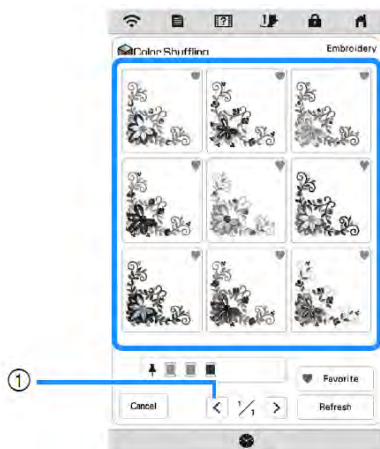 Color Shuffling
Embroidery
①
Favorite
Cancel
< 1/1 >
Refresh